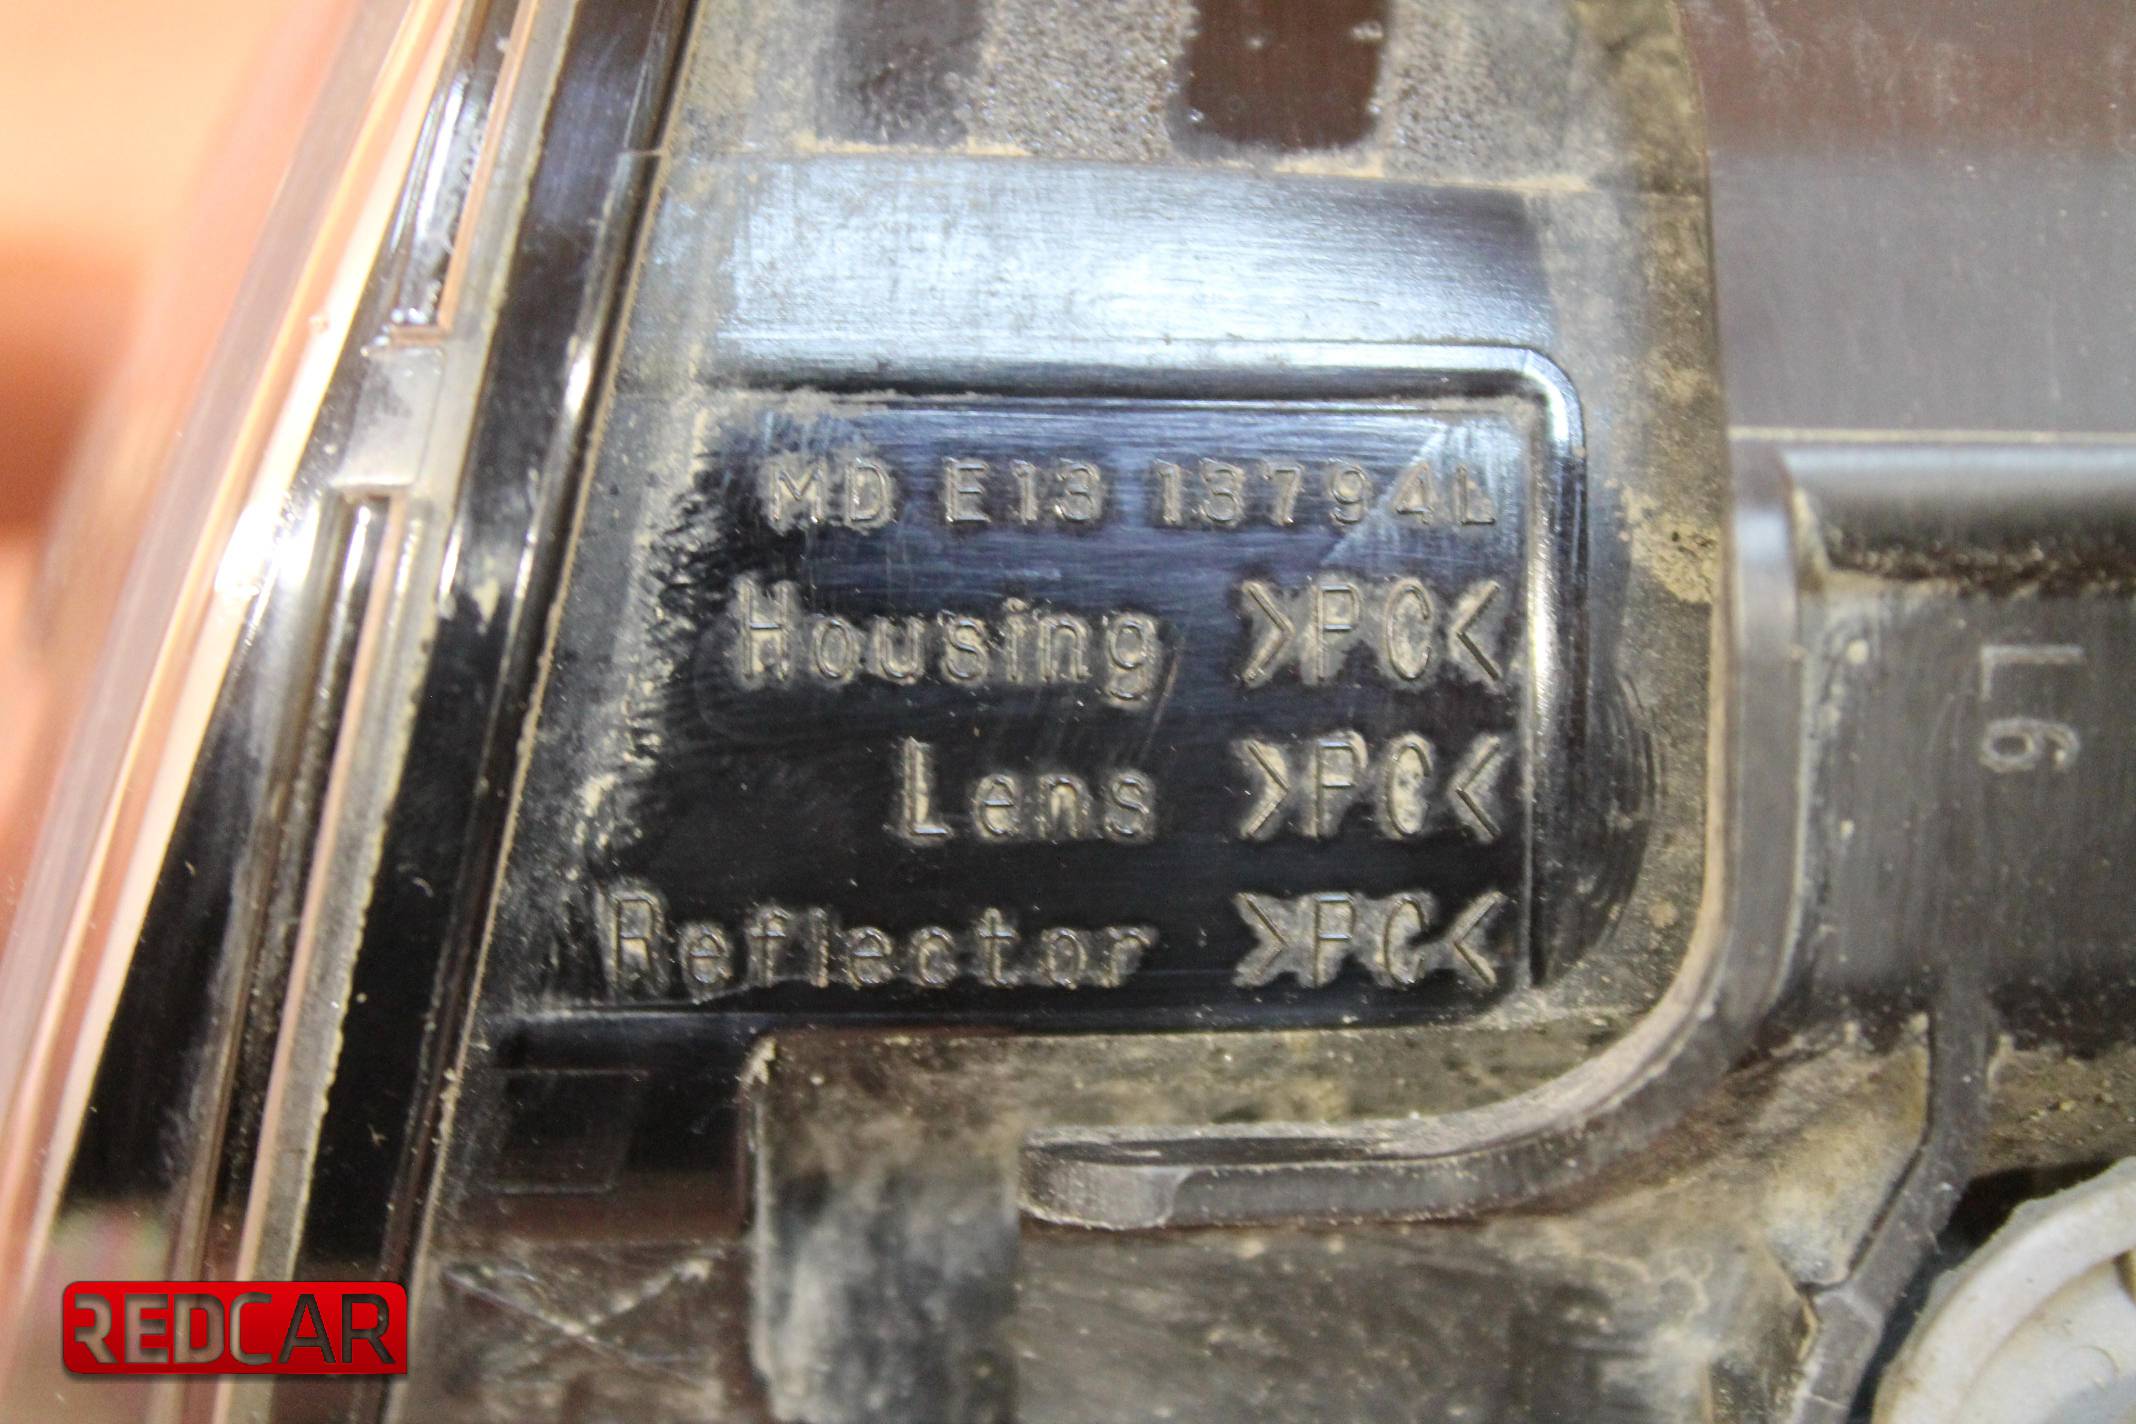 MD E13 13794L
Housing >PC<
Lens >PC<
Reflector >PC<
L6
REDCAR